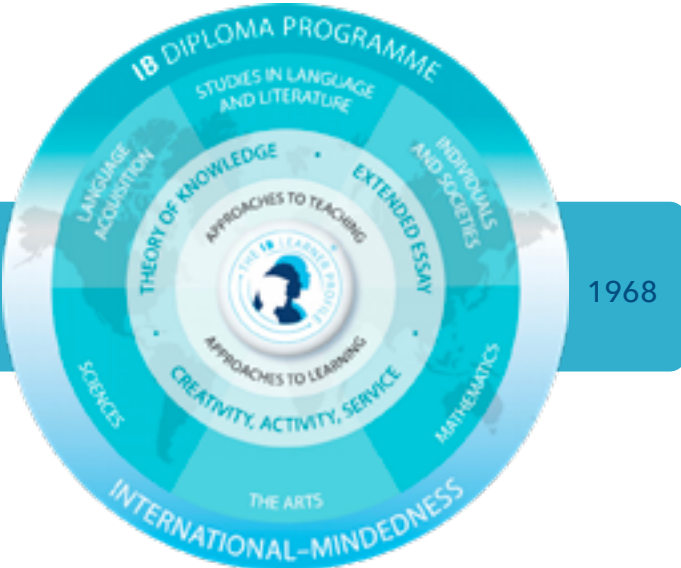 IB DIPLOMA PROGRAMME
STUDIES IN LANGUAGE
AND LITERATURE
LANGUAGE
ACQUISITION
INDIVIDUALS
AND SOCIETIES
THEORY OF KNOWLEDGE
EXTENDED ESSAY
APPROACHES TO TEACHING
THE IB LEARNER PROFILE
1968
APPROACHES TO LEARNING
CREATIVITY, ACTIVITY, SERVICE
SCIENCES
MATHEMATICS
THE ARTS
INTERNATIONAL–MINDEDNESS